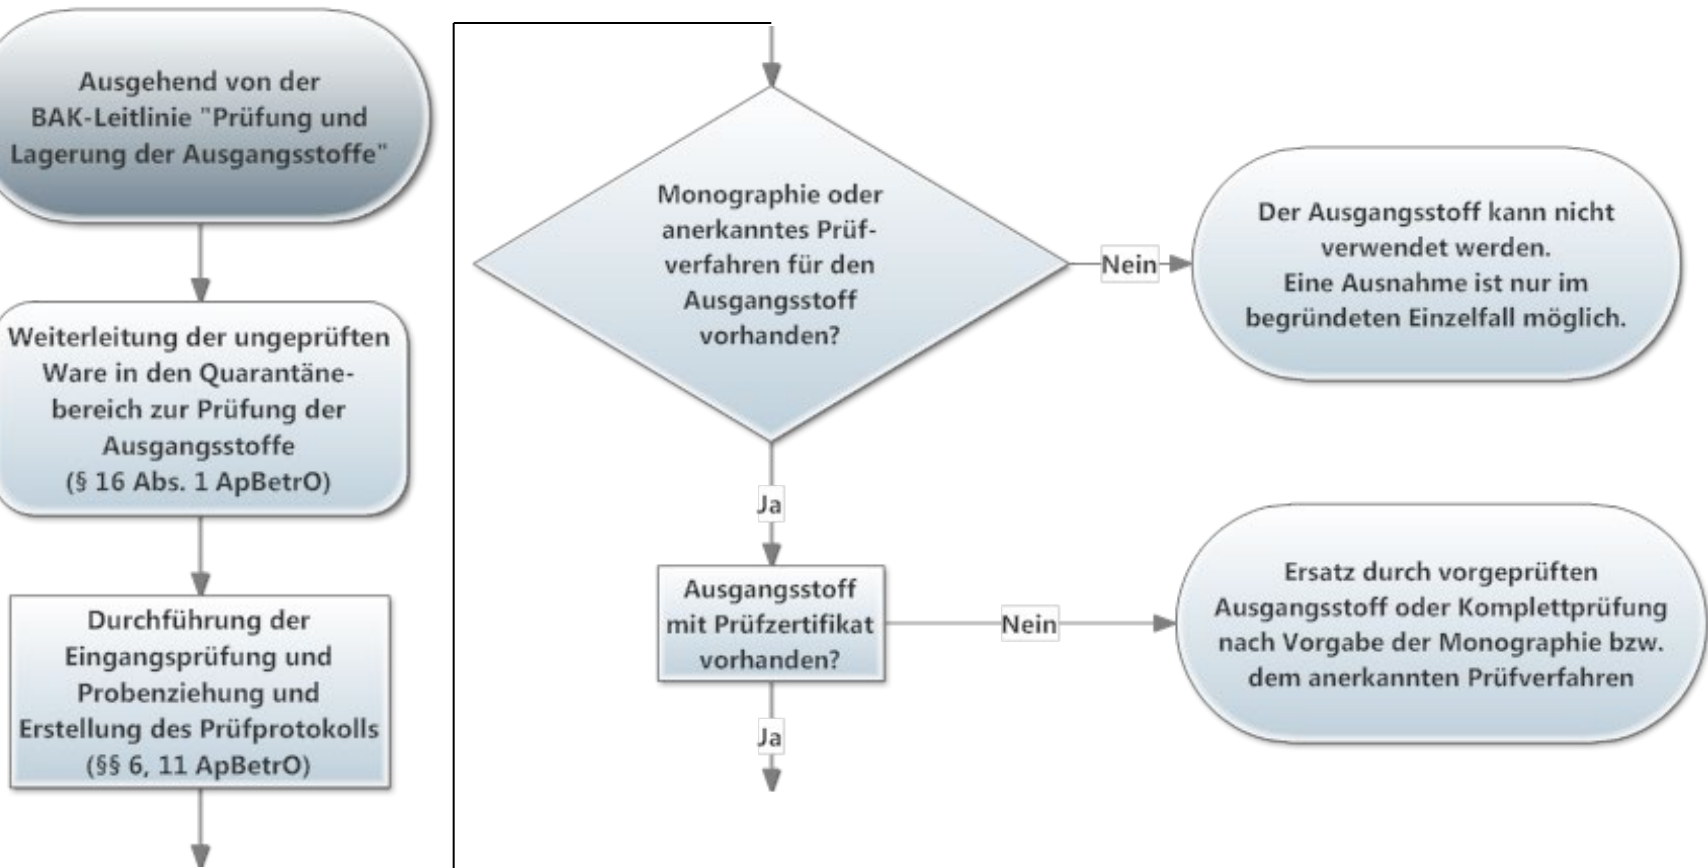 Ausgehend von der
BAK-Leitlinie "Prüfung und
Lagerung der Ausgangsstoffe"
Weiterleitung der ungeprüften
Ware in den Quarantäne-
bereich zur Prüfung der
Ausgangsstoffe
(§ 16 Abs. 1 ApBetrO)
Durchführung der
Eingangsprüfung und
Probenziehung und
Erstellung des Prüfprotokolls
(§§ 6, 11 ApBetrO)
Monographie oder
anerkanntes Prüf-
verfahren für den
Ausgangsstoff
vorhanden?
Nein
Der Ausgangsstoff kann nicht
verwendet werden.
Eine Ausnahme ist nur im
begründeten Einzelfall möglich.
Ja
Ausgangsstoff
mit Prüfzertifikat
vorhanden?
Nein
Ersatz durch vorgeprüften
Ausgangsstoff oder Komplettprüfung
nach Vorgabe der Monographie bzw.
dem anerkannten Prüfverfahren
Ja